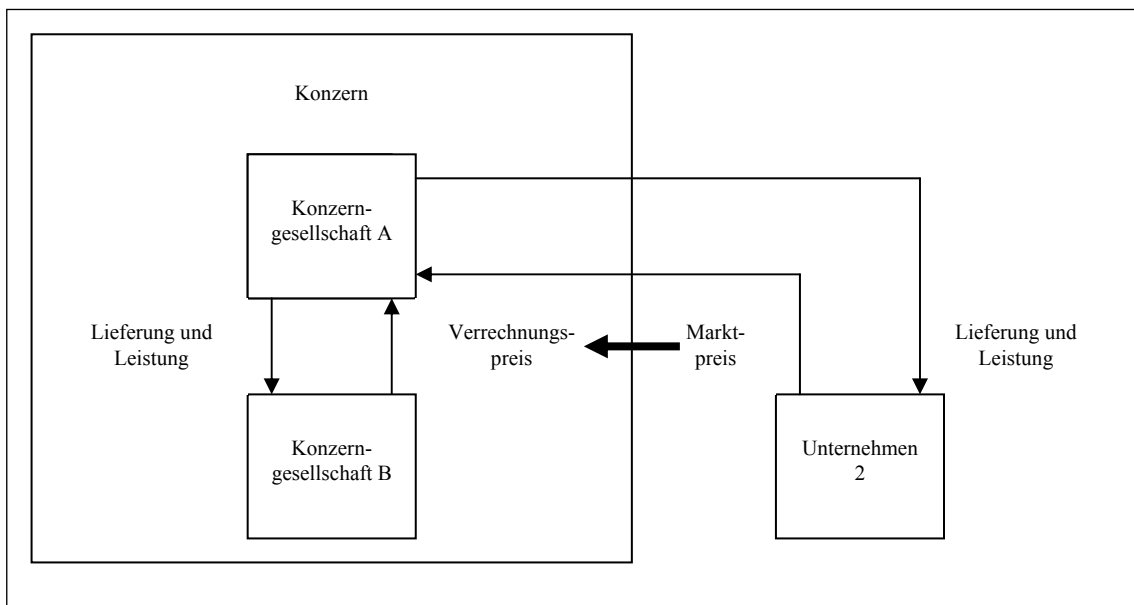 Konzern
Konzern-
gesellschaft A
Lieferung und
Leistung
Verrechnungs-
preis
Markt-
preis
Lieferung und
Leistung
Konzern-
gesellschaft B
Unternehmen
2